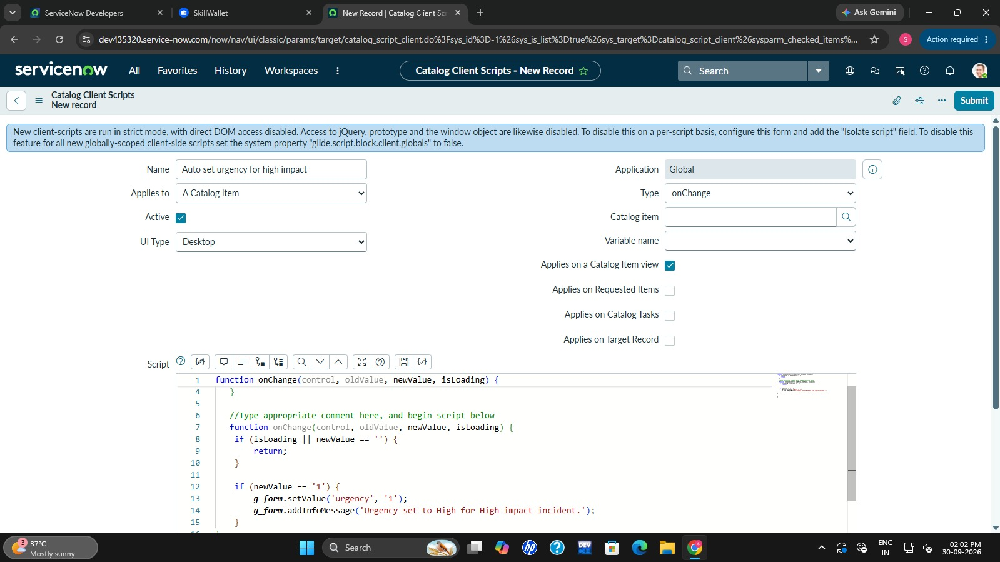 ServiceNow Developers
SkillWallet
New Record | Catalog Client Sc
Ask Gemini
dev435320.service-now.com/now/nav/ui/classic/params/target/catalog_script_client.do%3Fsys_id%3D-1%26sys_is_list%3Dtrue%26sys_target%3Dcatalog_script_client%26sysparm_checked_items%...
S
Action required
servicenow
All
Favorites
History
Workspaces
Catalog Client Scripts - New Record
Search
Catalog Client Scripts
New record
Submit
New client-scripts are run in strict mode, with direct DOM access disabled. Access to jQuery, prototype and the window object are likewise disabled. To disable this on a per-script basis, configure this form and add the "Isolate script" field. To disable this
feature for all new globally-scoped client-side scripts set the system property "glide.script.block.client.globals" to false.
Name
Auto set urgency for high impact
Application
Global
Applies to
A Catalog Item
Type
onChange
Active
Catalog item
UI Type
Desktop
Variable name
Applies on a Catalog Item view
Applies on Requested Items
Applies on Catalog Tasks
Applies on Target Record
Script
1 function onChange(control, oldValue, newValue, isLoading) {
4 }
5
6 //Type appropriate comment here, and begin script below
7 function onChange(control, oldValue, newValue, isLoading) {
8 if (isLoading || newValue == '') {
9 return;
10 }
11
12 if (newValue == '1') {
13 g_form.setValue('urgency', '1');
14 g_form.addInfoMessage('Urgency set to High for High impact incident.');
15 }
3
37°C
Mostly sunny
Search
hp
DEV
ENG
IN
02:02 PM
30-09-2026